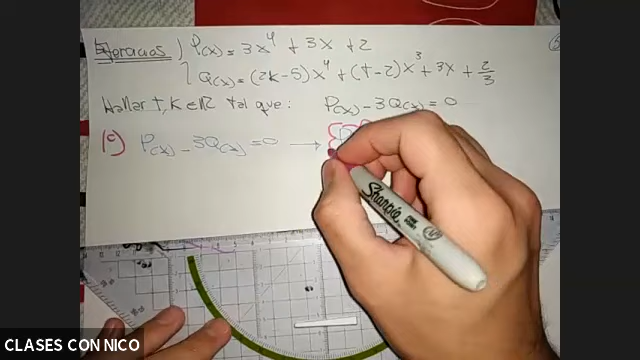 Ejercicios ) P(x) = 3x⁴ + 3x + 2
Q(x) = (2k-5)x⁴ + (t-2)x³ + 3x + 2/3
Hallar t, k ∈ ℝ tal que: P(x) - 3Q(x) = 0
1°) P(x) - 3Q(x) = 0 →
Sharpie
CLASES CON NICO